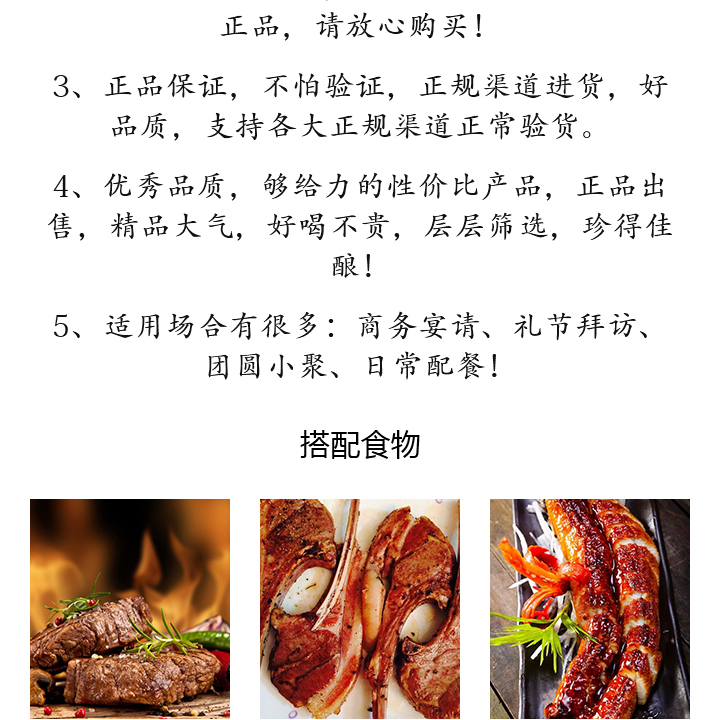 正品，请放心购买！
3、正品保证，不怕验证，正规渠道进货，好
品质，支持各大正规渠道正常验货。
4、优秀品质，够给力的性价比产品，正品出
售，精品大气，好喝不贵，层层筛选，珍得佳
酿！
5、适用场合有很多：商务宴请、礼节拜访、
团圆小聚、日常配餐！
搭配食物